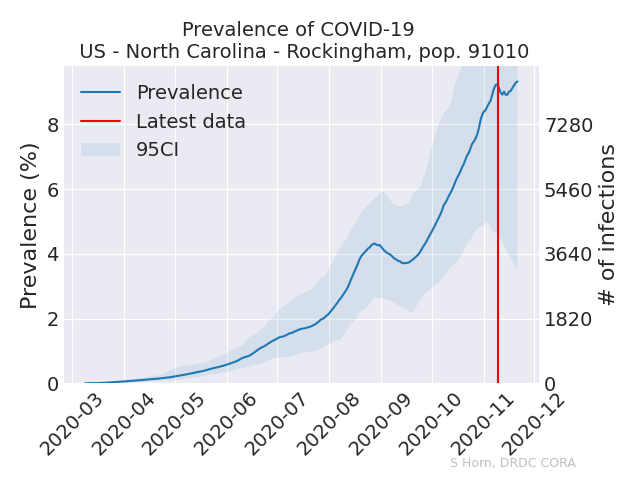 Prevalence of COVID-19
US - North Carolina - Rockingham, pop. 91010
Prevalence
Latest data
95CI
Prevalence (%)
8
6
4
2
0
# of infections
7280
5460
3640
1820
0
2020-03
2020-04
2020-05
2020-06
2020-07
2020-08
2020-09
2020-10
2020-11
2020-12
S Horn, DRDC CORA